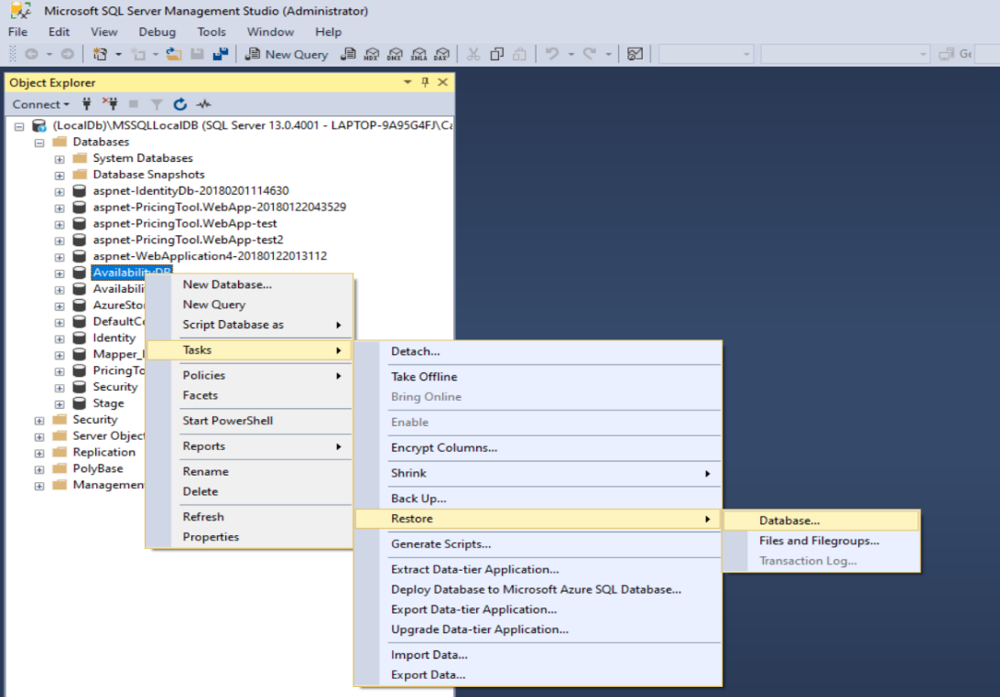 Microsoft SQL Server Management Studio (Administrator)
File Edit View Debug Tools Window Help
New Query MDX DMX XMLA DAX
Object Explorer
Connect
(LocalDb)\MSSQLLocalDB (SQL Server 13.0.4001 - LAPTOP-9A95G4FJ\Ca
Databases
System Databases
Database Snapshots
aspnet-IdentityDb-20180201114630
aspnet-PricingTool.WebApp-20180122043529
aspnet-PricingTool.WebApp-test
aspnet-PricingTool.WebApp-test2
aspnet-WebApplication4-20180122013112
AvailabilityDB
Availabili
AzureSto
DefaultCo
Identity
Mapper_
PricingTo
Security
Stage
Security
Server Object
Replication
PolyBase
Management
New Database...
New Query
Script Database as
Tasks
Policies
Facets
Start PowerShell
Reports
Rename
Delete
Refresh
Properties
Detach...
Take Offline
Bring Online
Enable
Encrypt Columns...
Shrink
Back Up...
Restore
Generate Scripts...
Extract Data-tier Application...
Deploy Database to Microsoft Azure SQL Database...
Export Data-tier Application...
Upgrade Data-tier Application...
Import Data...
Export Data...
Database...
Files and Filegroups...
Transaction Log...